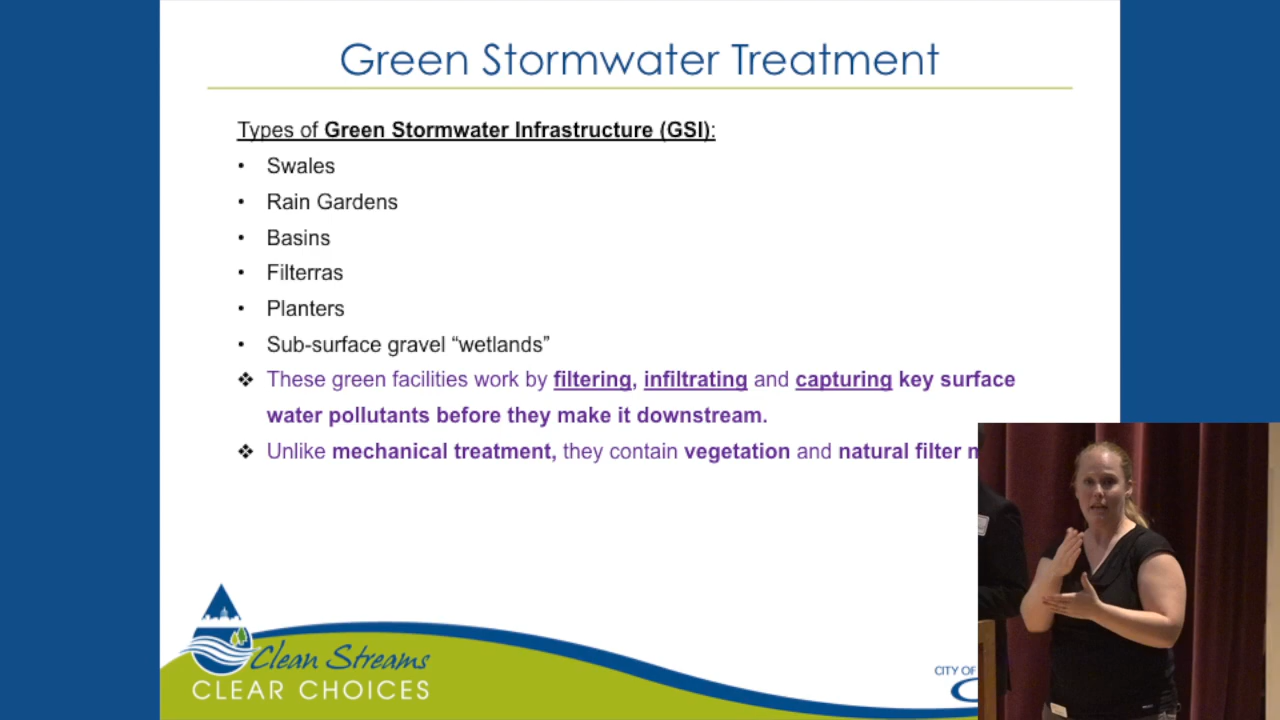 Green Stormwater Treatment
Types of Green Stormwater Infrastructure (GSI):
• Swales
• Rain Gardens
• Basins
• Filterras
• Planters
• Sub-surface gravel “wetlands”
❖ These green facilities work by filtering, infiltrating and capturing key surface
water pollutants before they make it downstream.
❖ Unlike mechanical treatment, they contain vegetation and natural filter
Clean Streams
CLEAR CHOICES
CITY OF